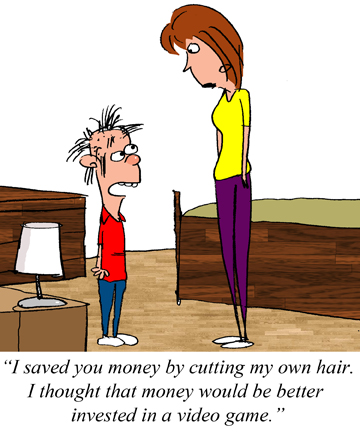 “I saved you money by cutting my own hair.
I thought that money would be better
invested in a video game.”